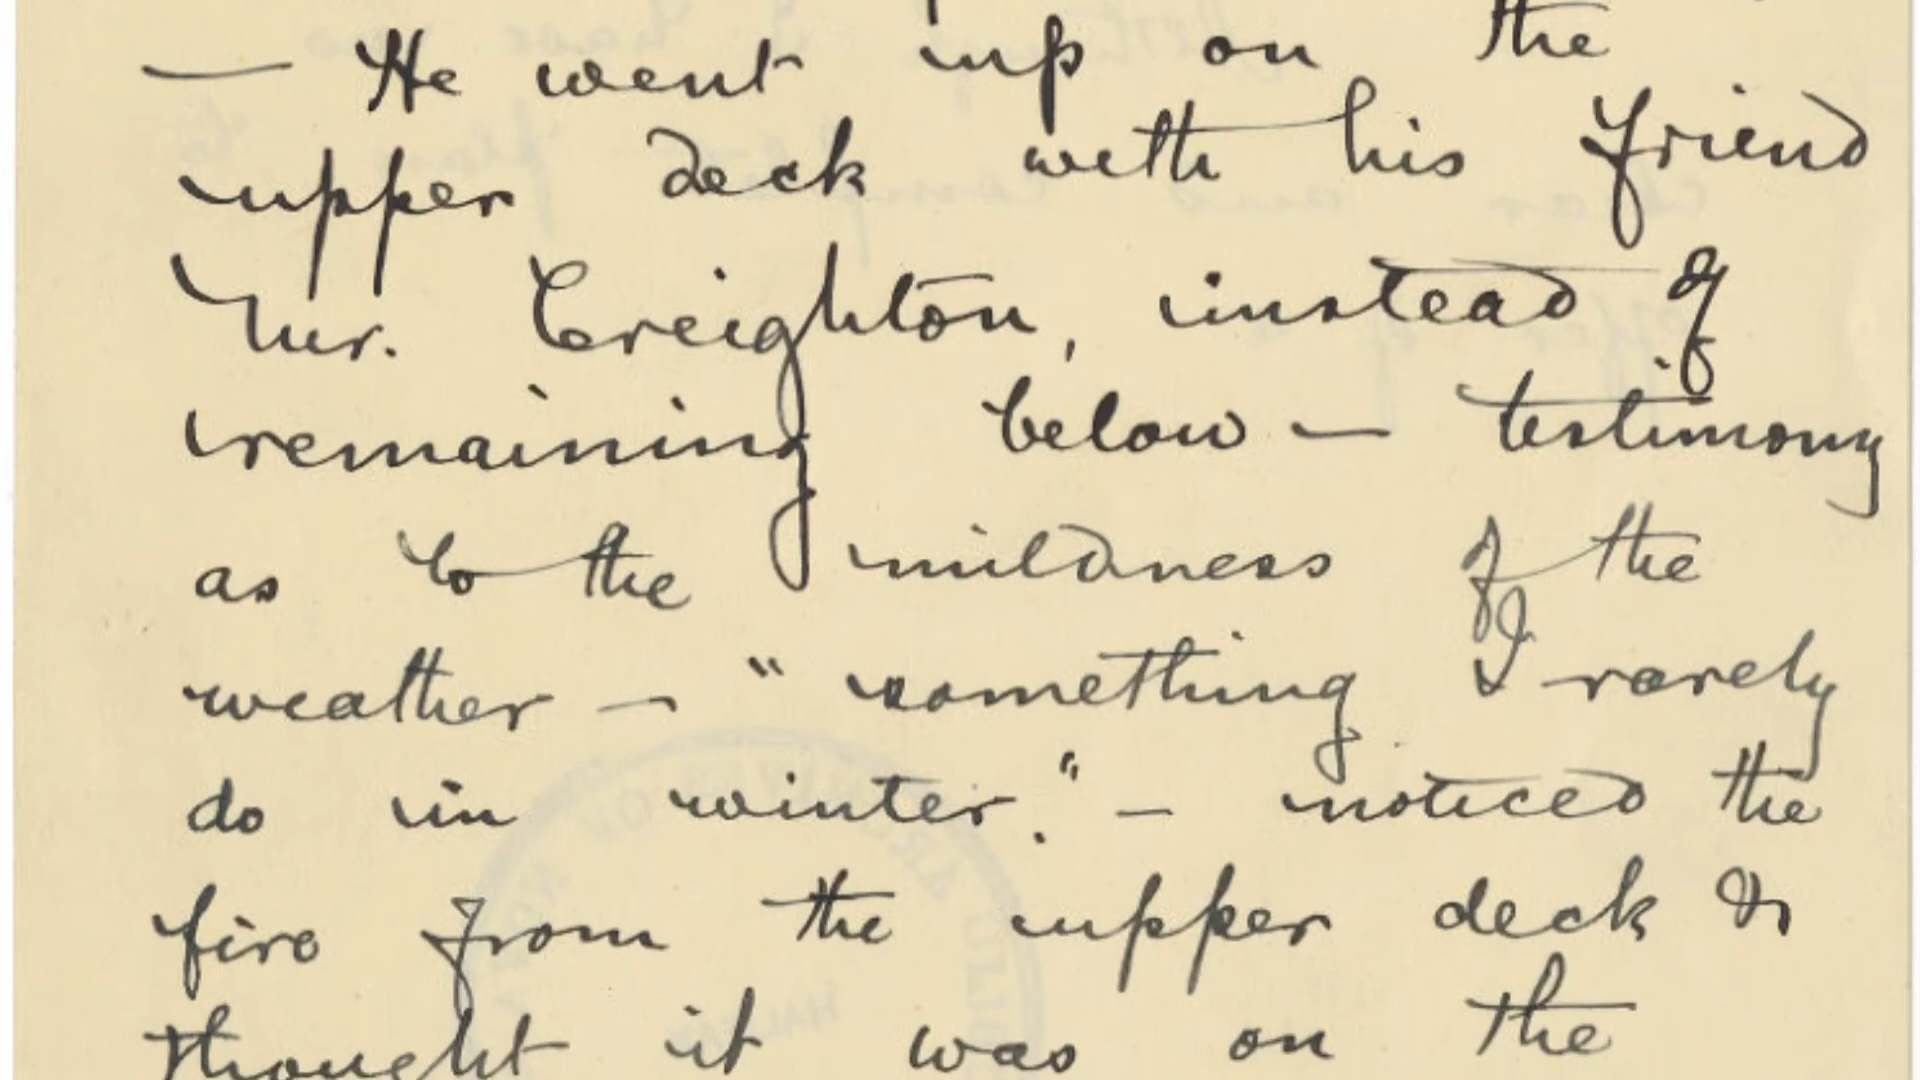 — He went up on the
upper deck with his friend
Mr. Creighton, instead of
remaining below — testimony
as to the mildness of the
weather — "something I rarely
do in winter." — noticed the
fire from the upper deck &
thought it was on the